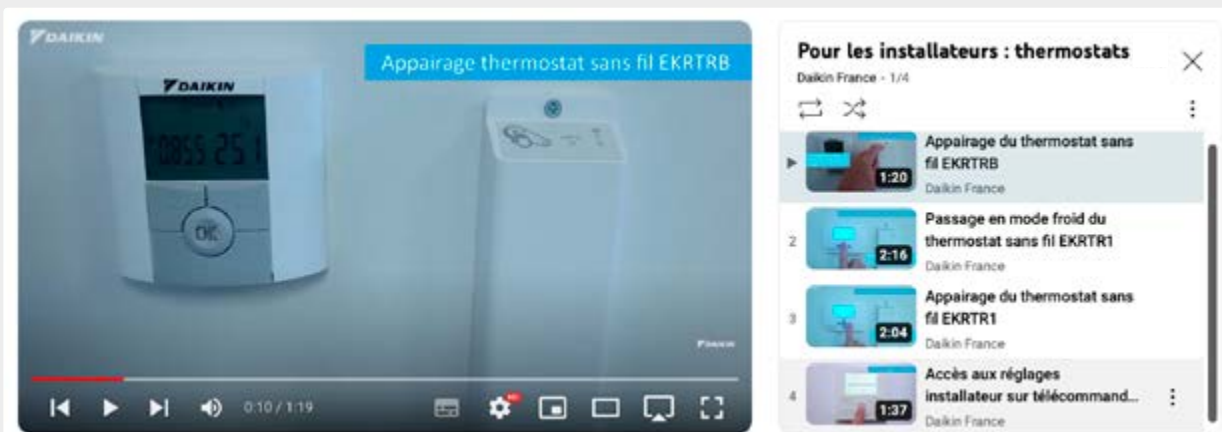 DAIKIN
Appairage thermostat sans fil EKRTRB
DAIKIN
0855 251
OK
DAIKIN
0:10 / 1:19
Pour les installateurs : thermostats
Daikin France - 1/4
Appairage du thermostat sans
fil EKRTRB
1:20
Daikin France
2
Passage en mode froid du
thermostat sans fil EKRTR1
2:16
Daikin France
3
Appairage du thermostat sans
fil EKRTR1
2:04
Daikin France
4
Accès aux réglages
installateur sur télécommand...
1:37
Daikin France